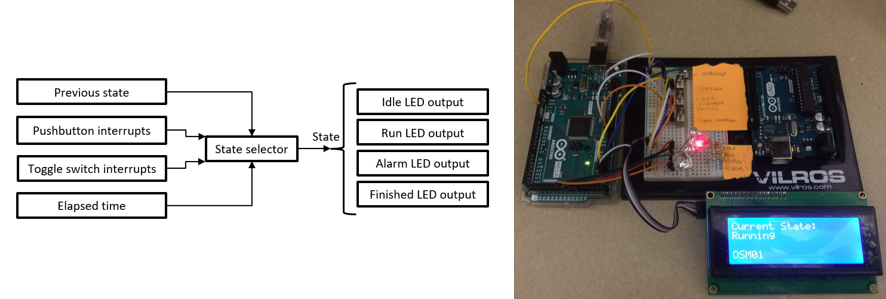 Previous state
Pushbutton interrupts
Toggle switch interrupts
Elapsed time
State selector
State
Idle LED output
Run LED output
Alarm LED output
Finished LED output
VILROS
www.vilros.com
Current State:
Running
OSM01